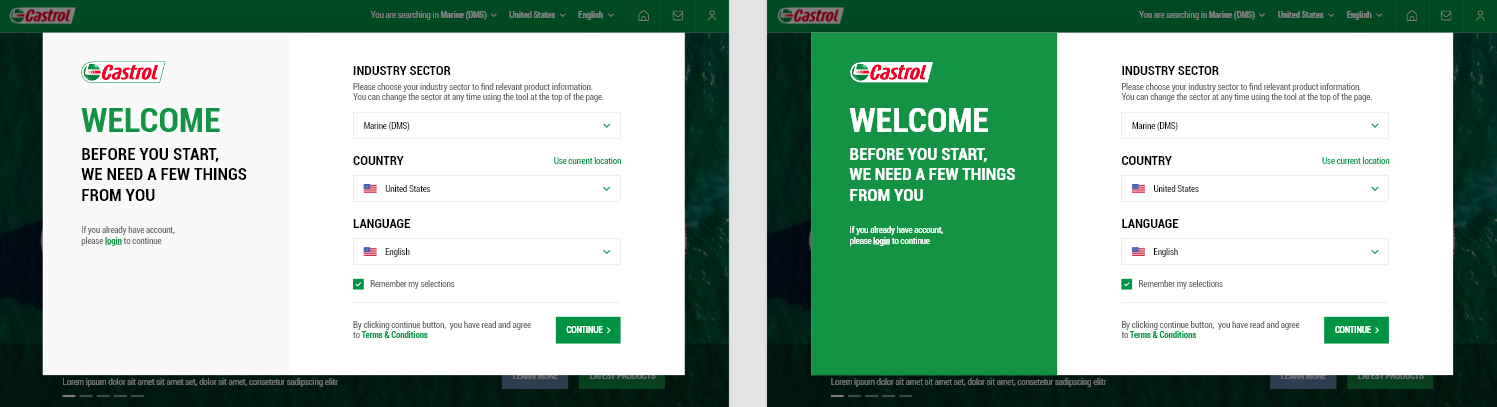 Castrol
You are searching in Marine (DMS)
United States
English
Castrol
WELCOME
BEFORE YOU START,
WE NEED A FEW THINGS
FROM YOU
If you already have account,
please login to continue
INDUSTRY SECTOR
Please choose your industry sector to find relevant product information.
You can change the sector at any time using the tool at the top of the page.
Marine (DMS)
COUNTRY
Use current location
United States
LANGUAGE
English
Remember my selections
By clicking continue button, you have read and agree
to Terms & Conditions
CONTINUE
Lorem ipsum dolor sit amet sit amet set, dolor sit amet, consetetur sadipscing elitr
LEARN MORE
LATEST PRODUCTS
Castrol
You are searching in Marine (DMS)
United States
English
Castrol
WELCOME
BEFORE YOU START,
WE NEED A FEW THINGS
FROM YOU
If you already have account,
please login to continue
INDUSTRY SECTOR
Please choose your industry sector to find relevant product information.
You can change the sector at any time using the tool at the top of the page.
Marine (DMS)
COUNTRY
Use current location
United States
LANGUAGE
English
Remember my selections
By clicking continue button, you have read and agree
to Terms & Conditions
CONTINUE
Lorem ipsum dolor sit amet sit amet set, dolor sit amet, consetetur sadipscing elitr
LEARN MORE
LATEST PRODUCTS